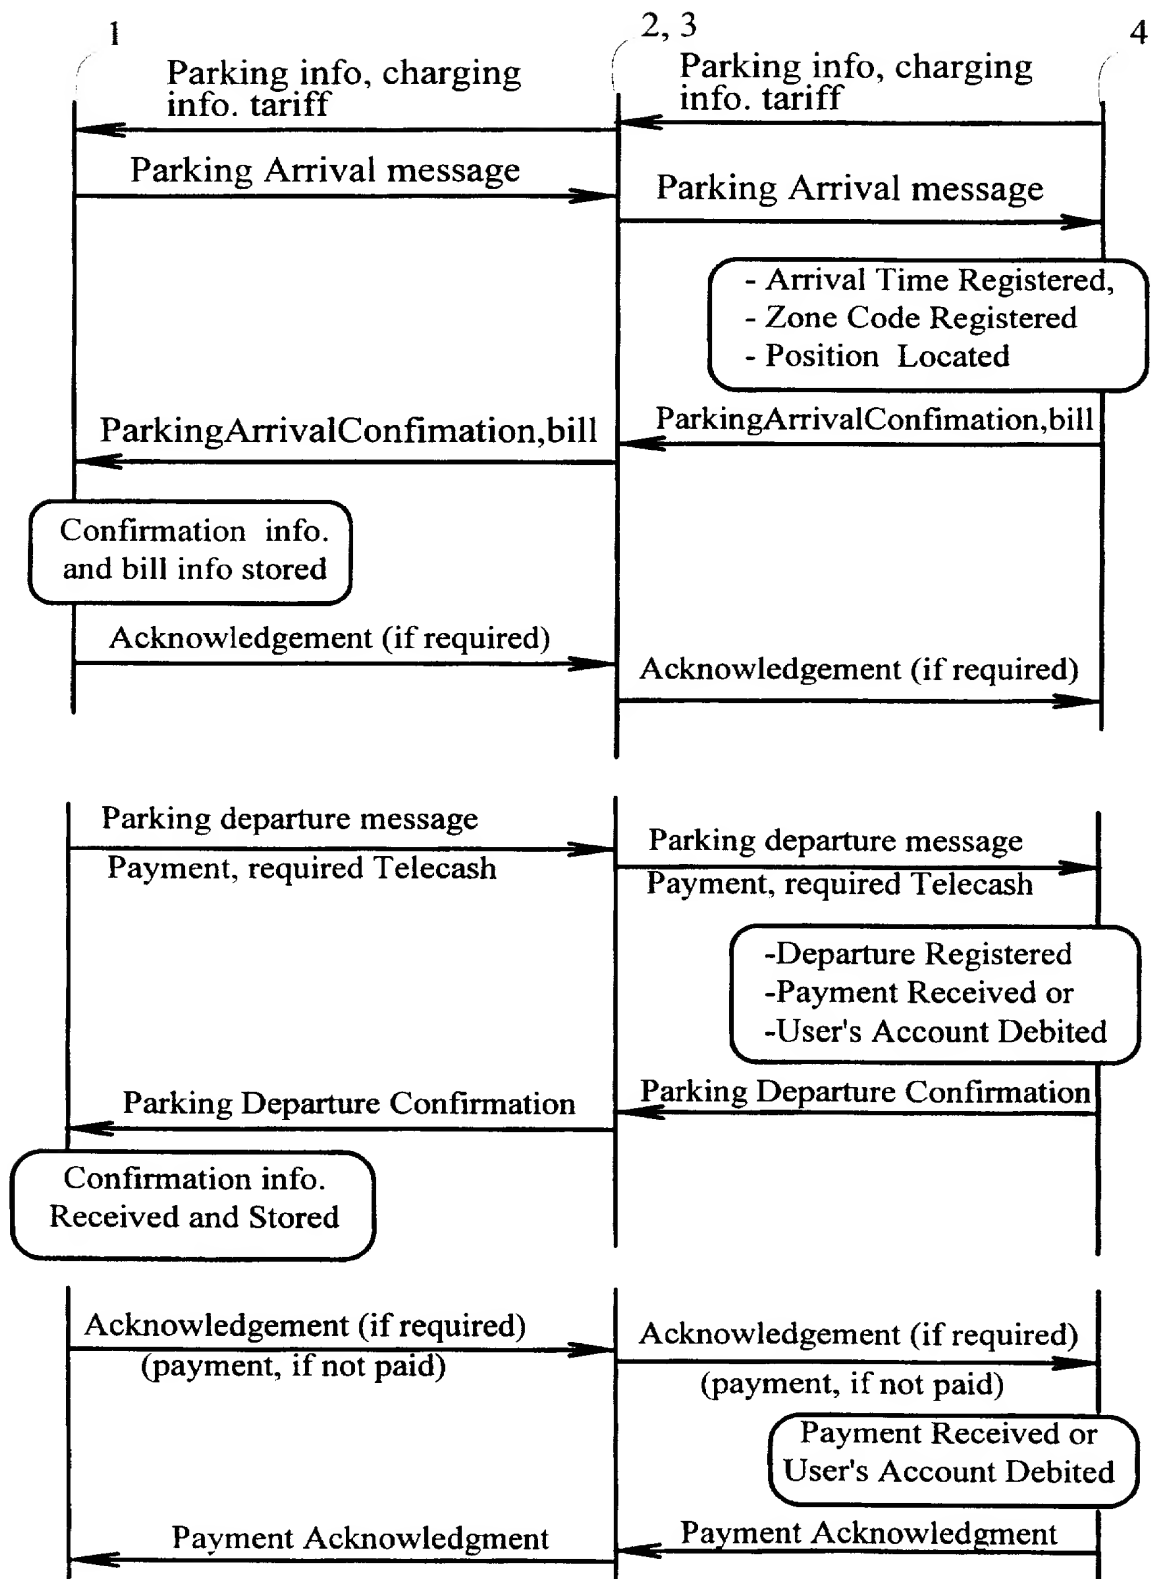 1
2, 3
4
Parking info, charging
info. tariff
Parking info, charging
info. tariff
Parking Arrival message
Parking Arrival message
- Arrival Time Registered,
- Zone Code Registered
- Position Located
ParkingArrivalConfimation,bill
ParkingArrivalConfimation,bill
Confirmation info.
and bill info stored
Acknowledgement (if required)
Acknowledgement (if required)
Parking departure message
Payment, required Telecash
Parking departure message
Payment, required Telecash
-Departure Registered
-Payment Received or
-User's Account Debited
Parking Departure Confirmation
Parking Departure Confirmation
Confirmation info.
Received and Stored
Acknowledgement (if required)
(payment, if not paid)
Acknowledgement (if required)
(payment, if not paid)
Payment Received or
User's Account Debited
Payment Acknowledgment
Payment Acknowledgment